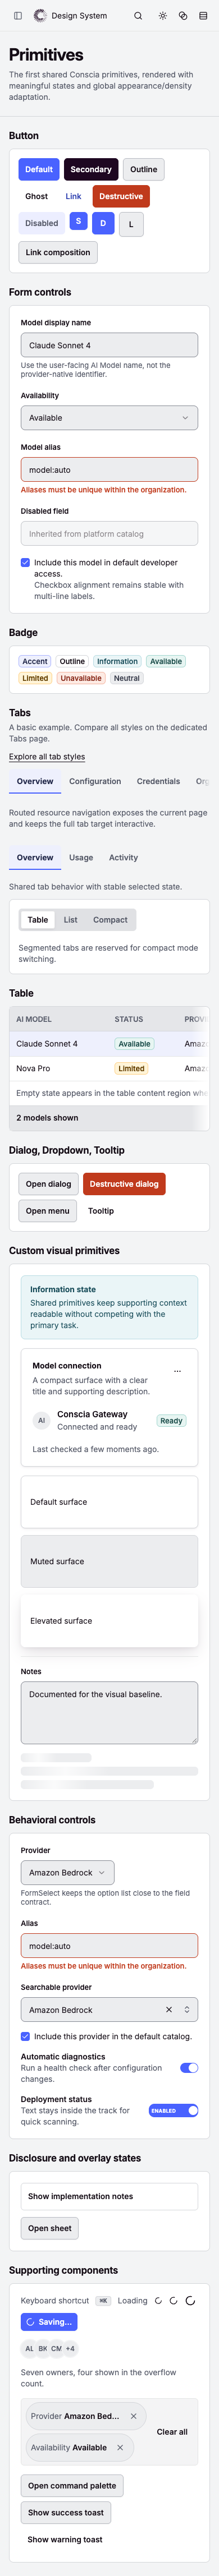 Design System
Primitives
The first shared Conscia primitives, rendered with
meaningful states and global appearance/density
adaptation.
Button
Default Secondary Outline
Ghost Link Destructive
Disabled S D L
Link composition
Form controls
Model display name
Claude Sonnet 4
Use the user-facing AI Model name, not the
provider-native identifier.
Availability
Available
Model alias
model:auto
Aliases must be unique within the organization.
Disabled field
Inherited from platform catalog
Include this model in default developer
access.
Checkbox alignment remains stable with
multi-line labels.
Badge
Accent Outline Information Available
Limited Unavailable Neutral
Tabs
A basic example. Compare all styles on the dedicated
Tabs page.
Explore all tab styles
Overview Configuration Credentials
Routed resource navigation exposes the current page
and keeps the full tab target interactive.
Overview Usage Activity
Shared tab behavior with stable selected state.
Table List Compact
Segmented tabs are reserved for compact mode
switching.
Table
AI MODEL STATUS
Claude Sonnet 4 Available
Nova Pro Limited
Empty state appears in the table content region
2 models shown
Dialog, Dropdown, Tooltip
Open dialog Destructive dialog
Open menu Tooltip
Custom visual primitives
Information state
Shared primitives keep supporting context
readable without competing with the
primary task.
Model connection
A compact surface with a clear
title and supporting description.
...
AI Conscia Gateway Ready
Connected and ready
Last checked a few moments ago.
Default surface
Muted surface
Elevated surface
Notes
Documented for the visual baseline.
Behavioral controls
Provider
Amazon Bedrock
FormSelect keeps the option list close to the field
control.
Alias
model:auto
Aliases must be unique within the organization.
Searchable provider
Amazon Bedrock
Include this provider in the default catalog.
Automatic diagnostics
Run a health check after configuration
changes.
Deployment status
Text stays inside the track for
quick scanning.
ENABLED
Disclosure and overlay states
Show implementation notes
Open sheet
Supporting components
Keyboard shortcut ⌘K Loading
Saving...
AL +4
Seven owners, four shown in the overflow
count.
Provider Amazon Bed...
Clear all
Availability Available
Open command palette
Show success toast
Show warning toast